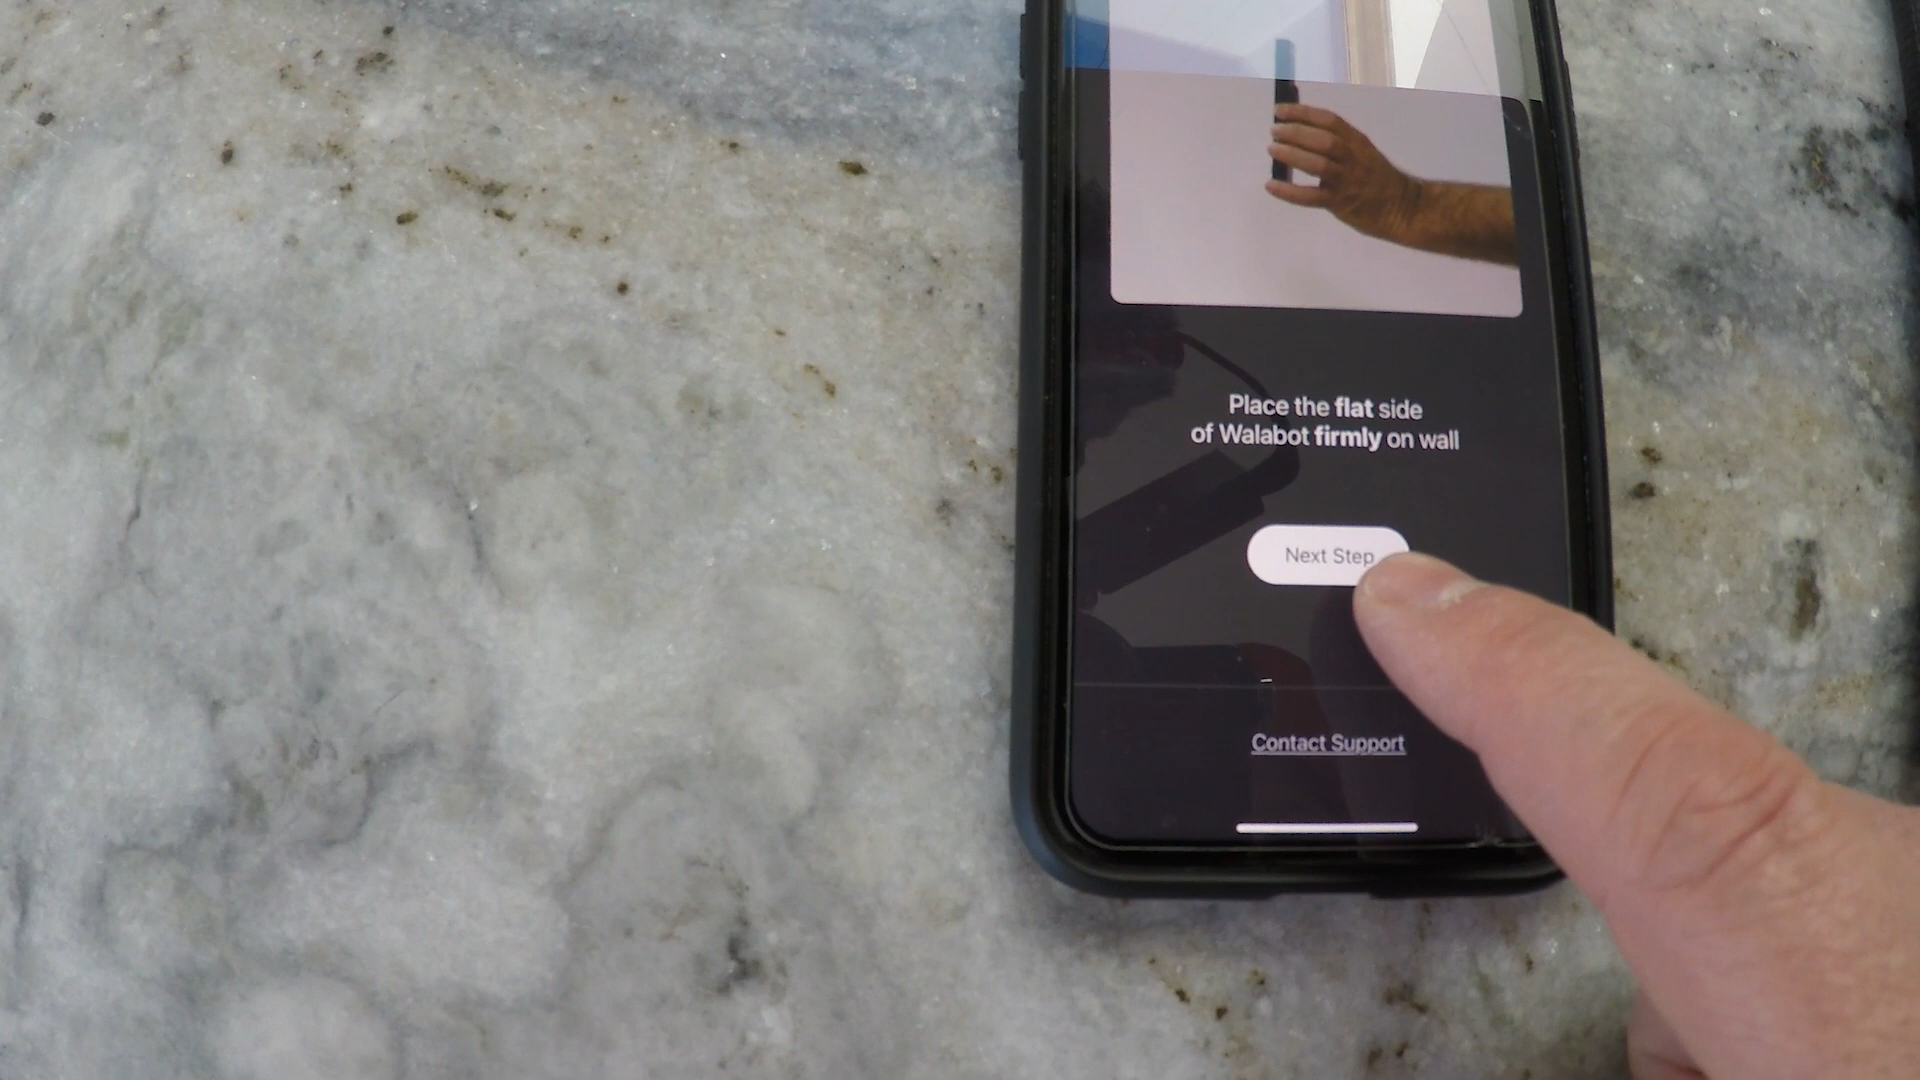 Place the flat side
of Walabot firmly on wall
Next Step
Contact Support